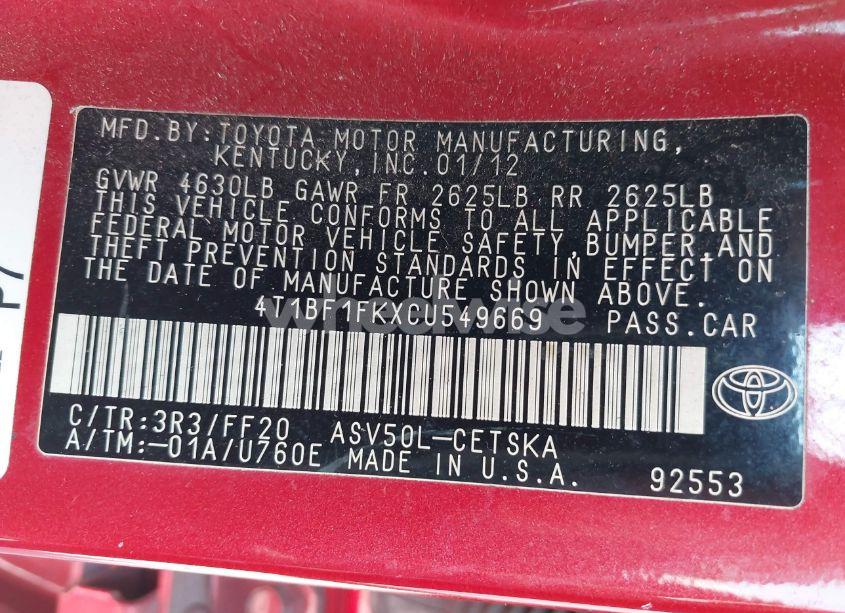 MFD.BY:TOYOTA MOTOR MANUFACTURING,
KENTUCKY,INC.01/12
GVWR 4630LB GAWR FR 2625LB RR 2625LB
THIS VEHICLE CONFORMS TO ALL APPLICABLE
FEDERAL MOTOR VEHICLE SAFETY,BUMPER,AND
THEFT PREVENTION STANDARDS IN EFFECT ON
THE DATE OF MANUFACTURE SHOWN ABOVE.
wheelwise
PASS.CAR
C/TR:3R3/FF20 ASV50L-CETSKA
A/TM:-01A/U760E MADE IN U.S.A. 92553